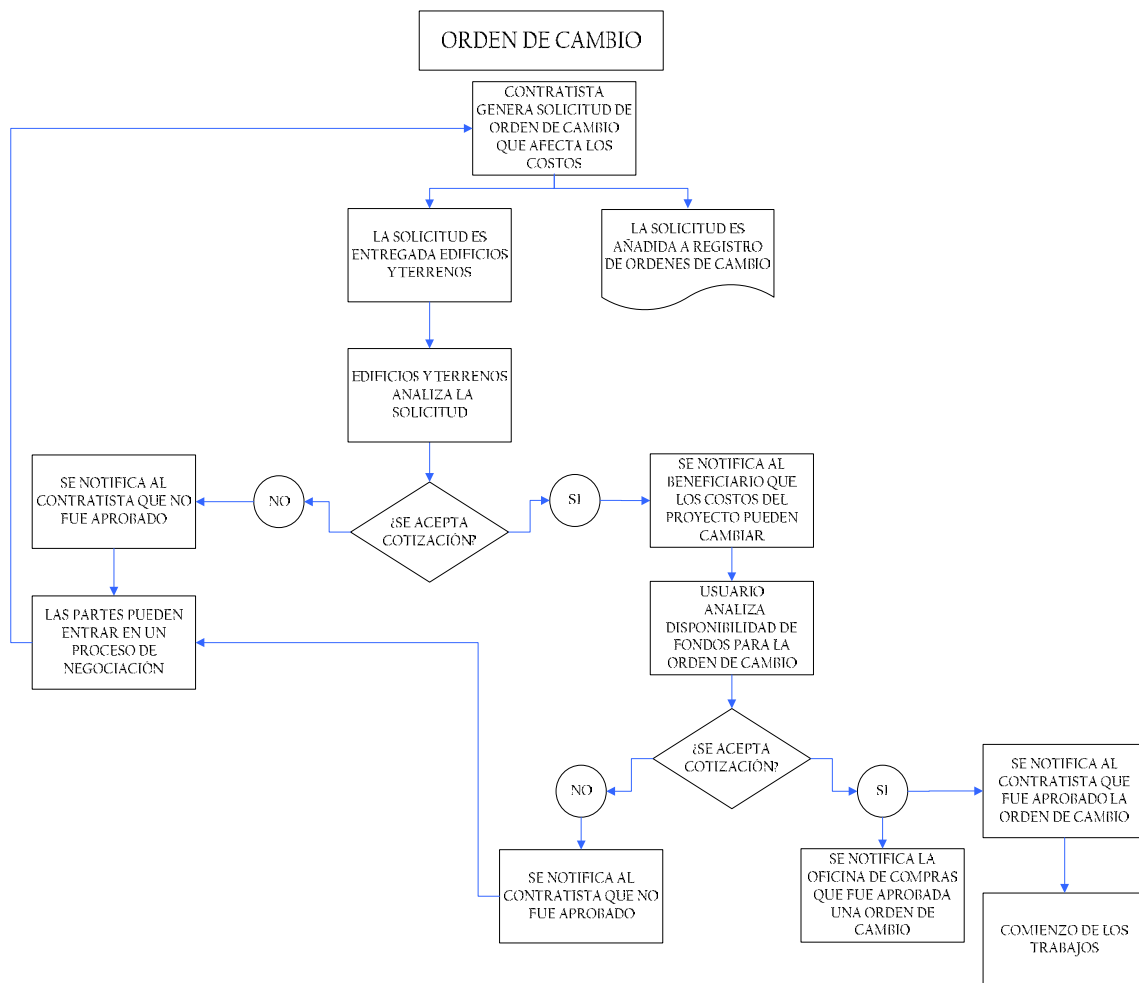 ORDEN DE CAMBIO
CONTRATISTA
GENERA SOLICITUD DE
ORDEN DE CAMBIO
QUE AFECTA LOS
COSTOS
LA SOLICITUD ES
ENTREGADA EDIFICIOS
Y TERRENOS
LA SOLICITUD ES
AÑADIDA A REGISTRO
DE ORDENES DE CAMBIO
EDIFICIOS Y TERRENOS
ANALIZA LA
SOLICITUD
SE NOTIFICA AL
CONTRATISTA QUE NO
FUE APROBADO
NO
¿SE ACEPTA
COTIZACIÓN?
SI
SE NOTIFICA AL
BENEFICIARIO QUE
LOS COSTOS DEL
PROYECTO PUEDEN
CAMBIAR
LAS PARTES PUEDEN
ENTRAR EN UN
PROCESO DE
NEGOCIACIÓN
USUARIO
ANALIZA
DISPONIBILIDAD DE
FONDOS PARA LA
ORDEN DE CAMBIO
¿SE ACEPTA
COTIZACIÓN?
NO
SI
SE NOTIFICA AL
CONTRATISTA QUE
FUE APROBADO LA
ORDEN DE CAMBIO
SE NOTIFICA AL
CONTRATISTA QUE NO
FUE APROBADO
SE NOTIFICA LA
OFICINA DE COMPRAS
QUE FUE APROBADA
UNA ORDEN DE
CAMBIO
COMIENZO DE LOS
TRABAJOS